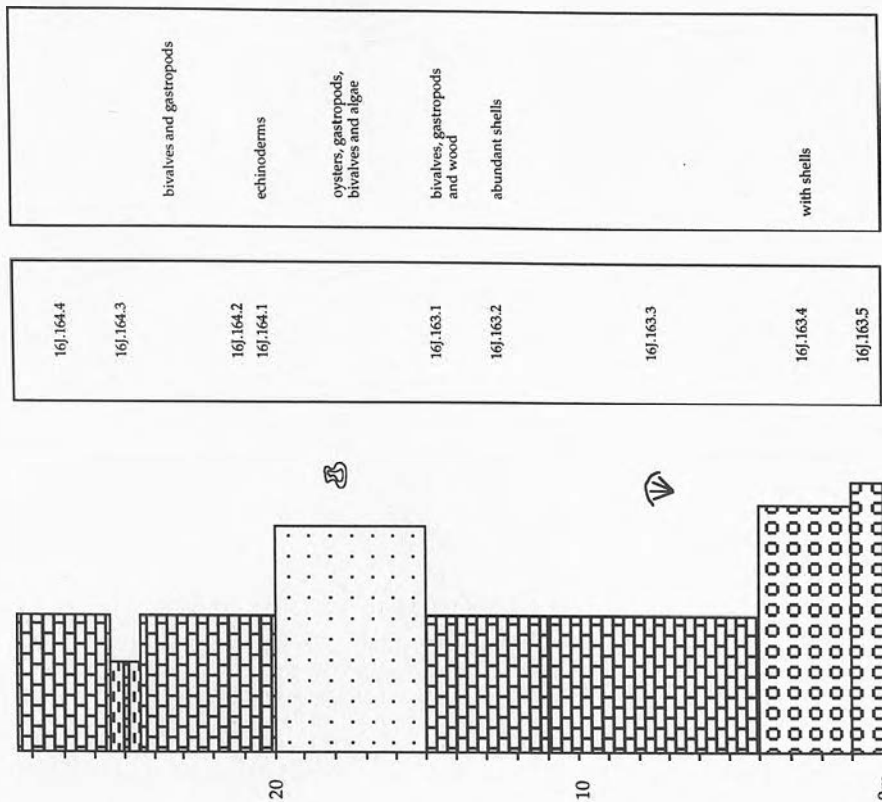 bivalves and gastropods
echinoderms
oysters, gastropods,
bivalves and algae
bivalves, gastropods
and wood
abundant shells
with shells
16J.164.4
16J.164.3
16J.164.2
16J.164.1
16J.163.1
16J.163.2
16J.163.3
16J.163.4
16J.163.5
20
10